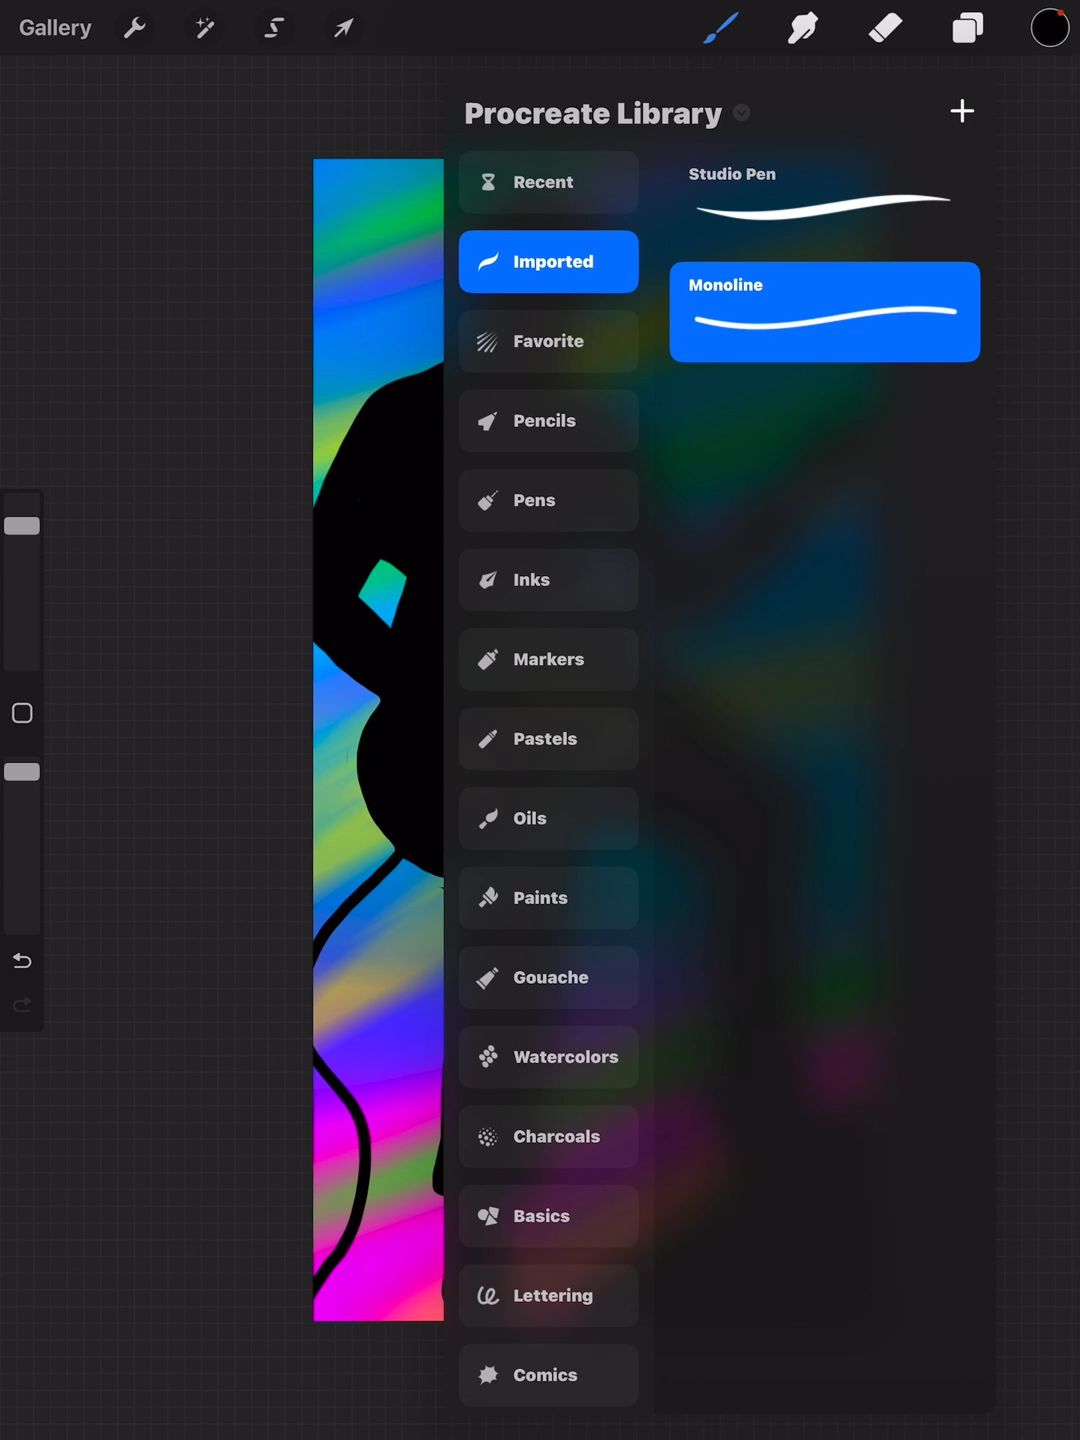 Gallery
Procreate Library
Recent
Imported
Favorite
Pencils
Pens
Inks
Markers
Pastels
Oils
Paints
Gouache
Watercolors
Charcoals
Basics
Lettering
Comics
Studio Pen
Monoline